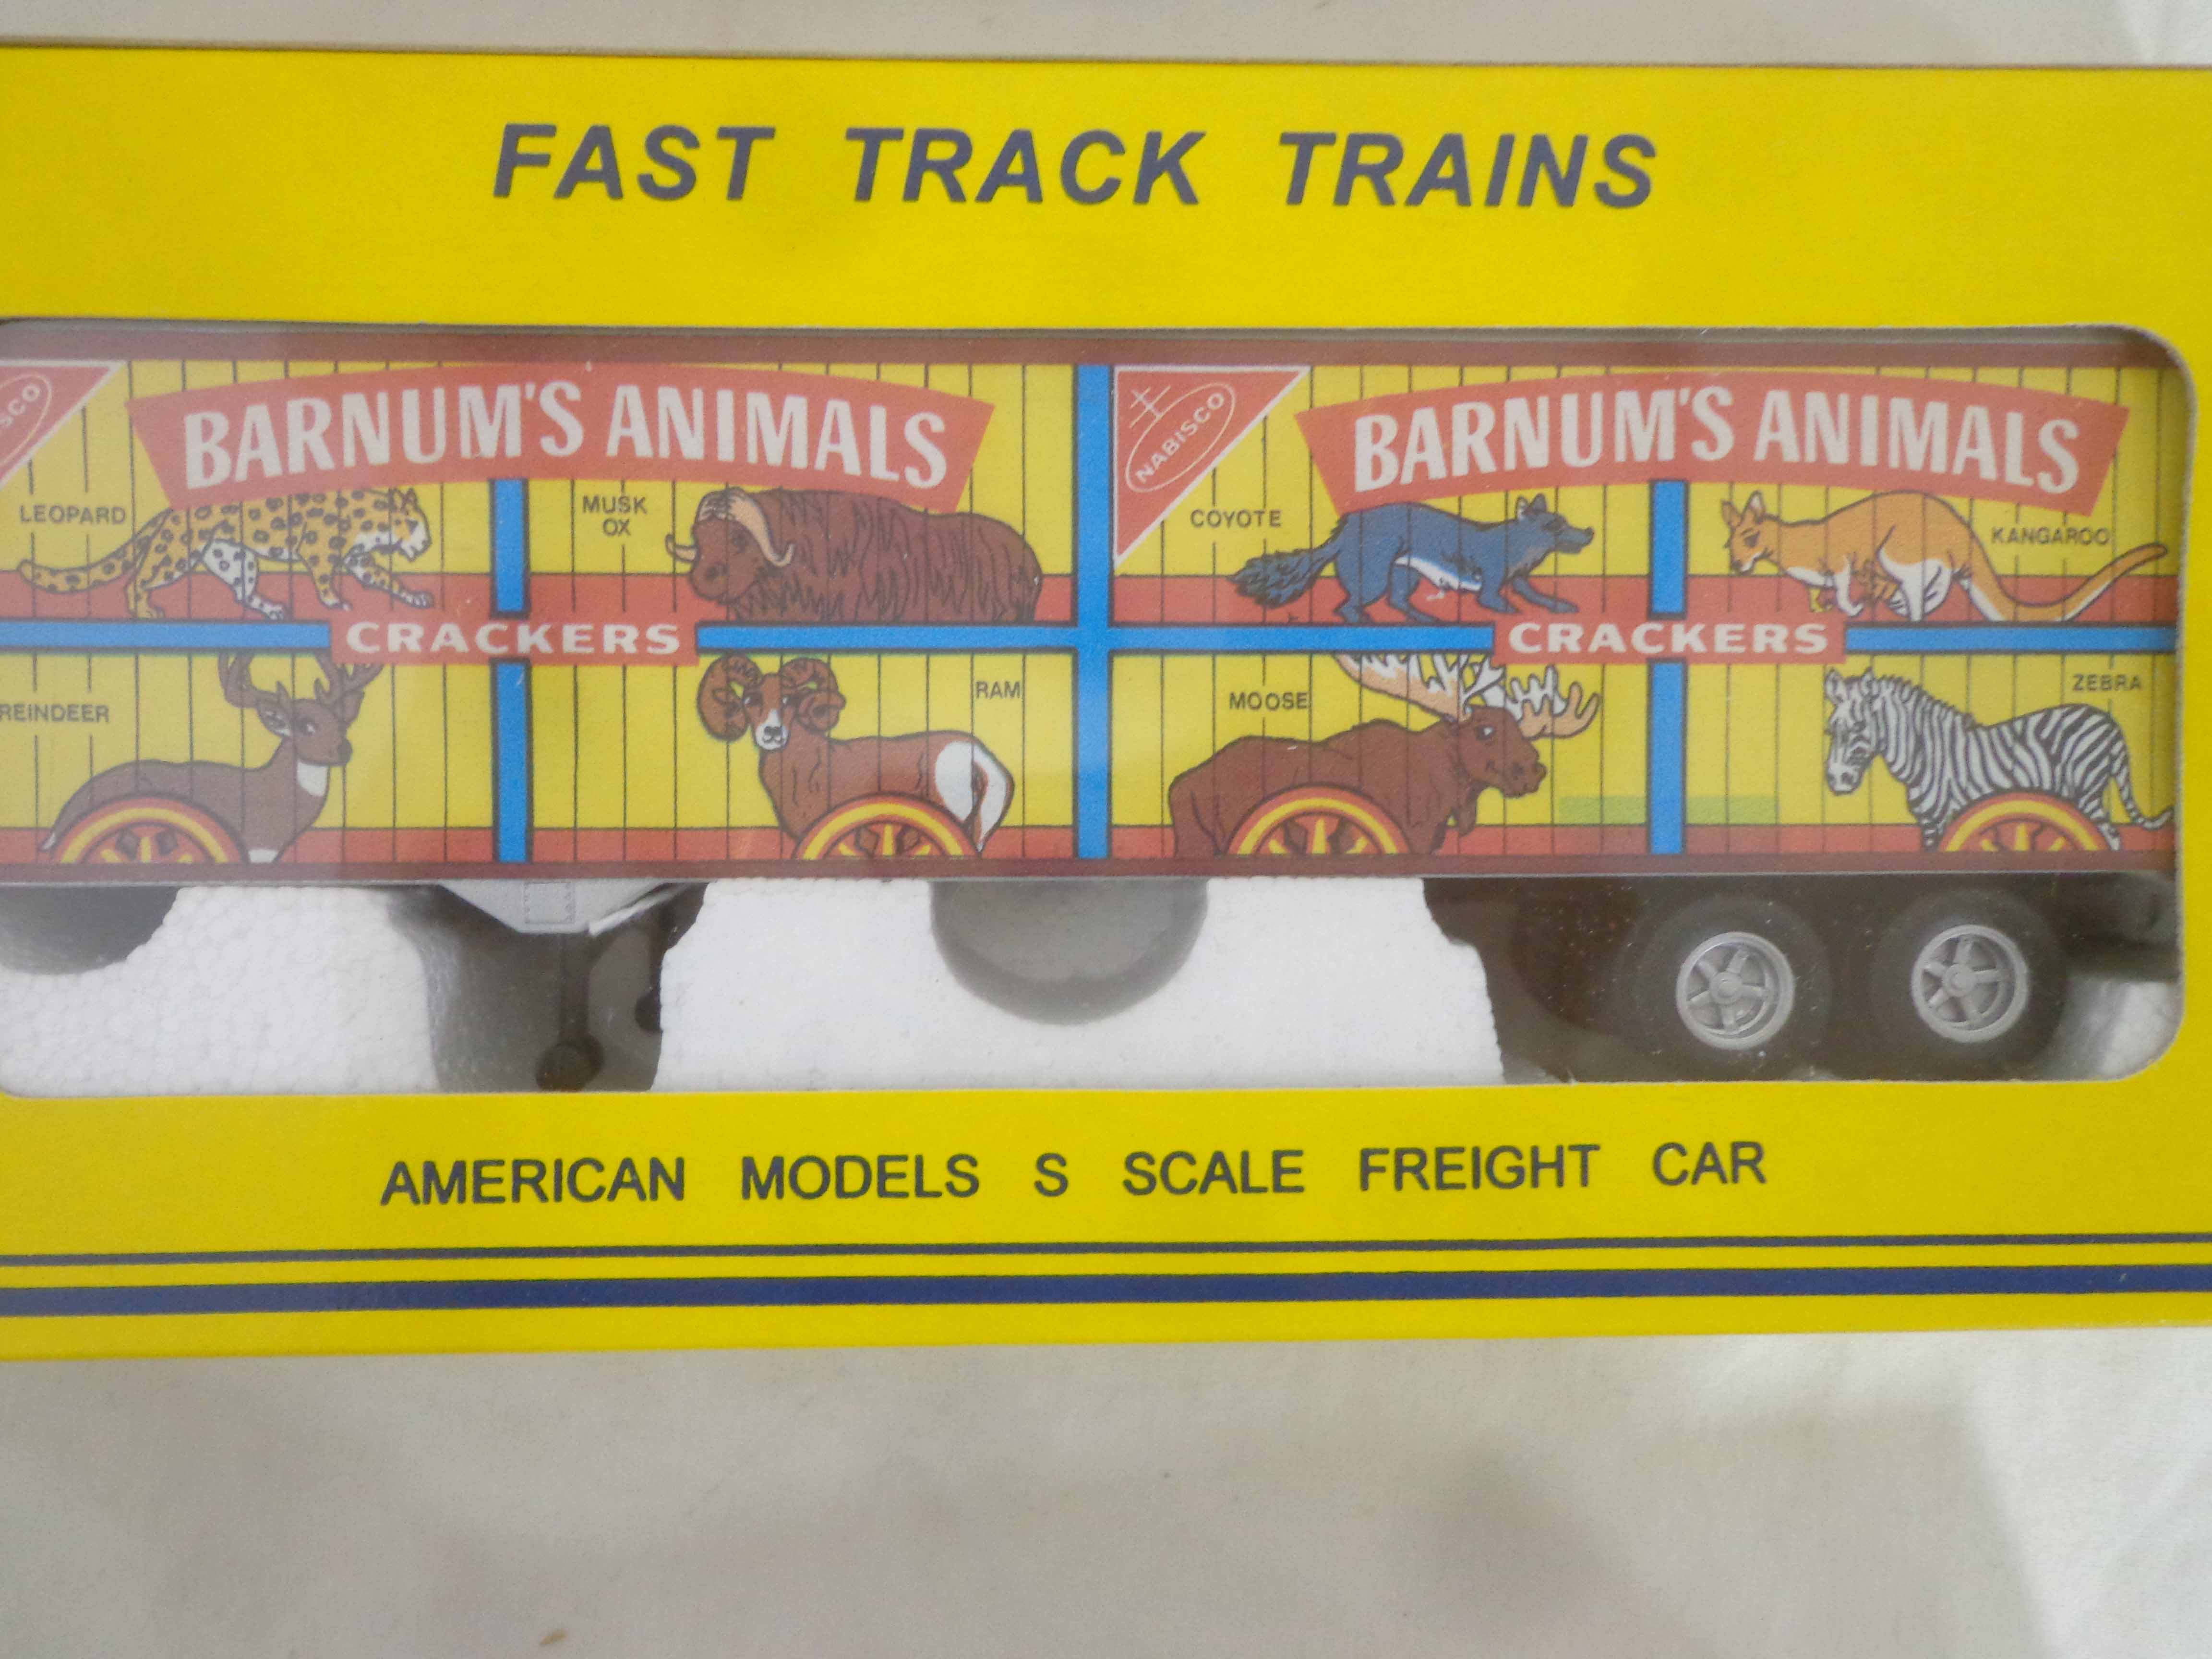 FAST TRACK TRAINS
BARNUM'S ANIMALS
LEOPARD
MUSK
OX
CRACKERS
REINDEER
RAM
NABISCO
BARNUM'S ANIMALS
COYOTE
KANGAROO
CRACKERS
MOOSE
ZEBRA
AMERICAN MODELS S SCALE FREIGHT CAR